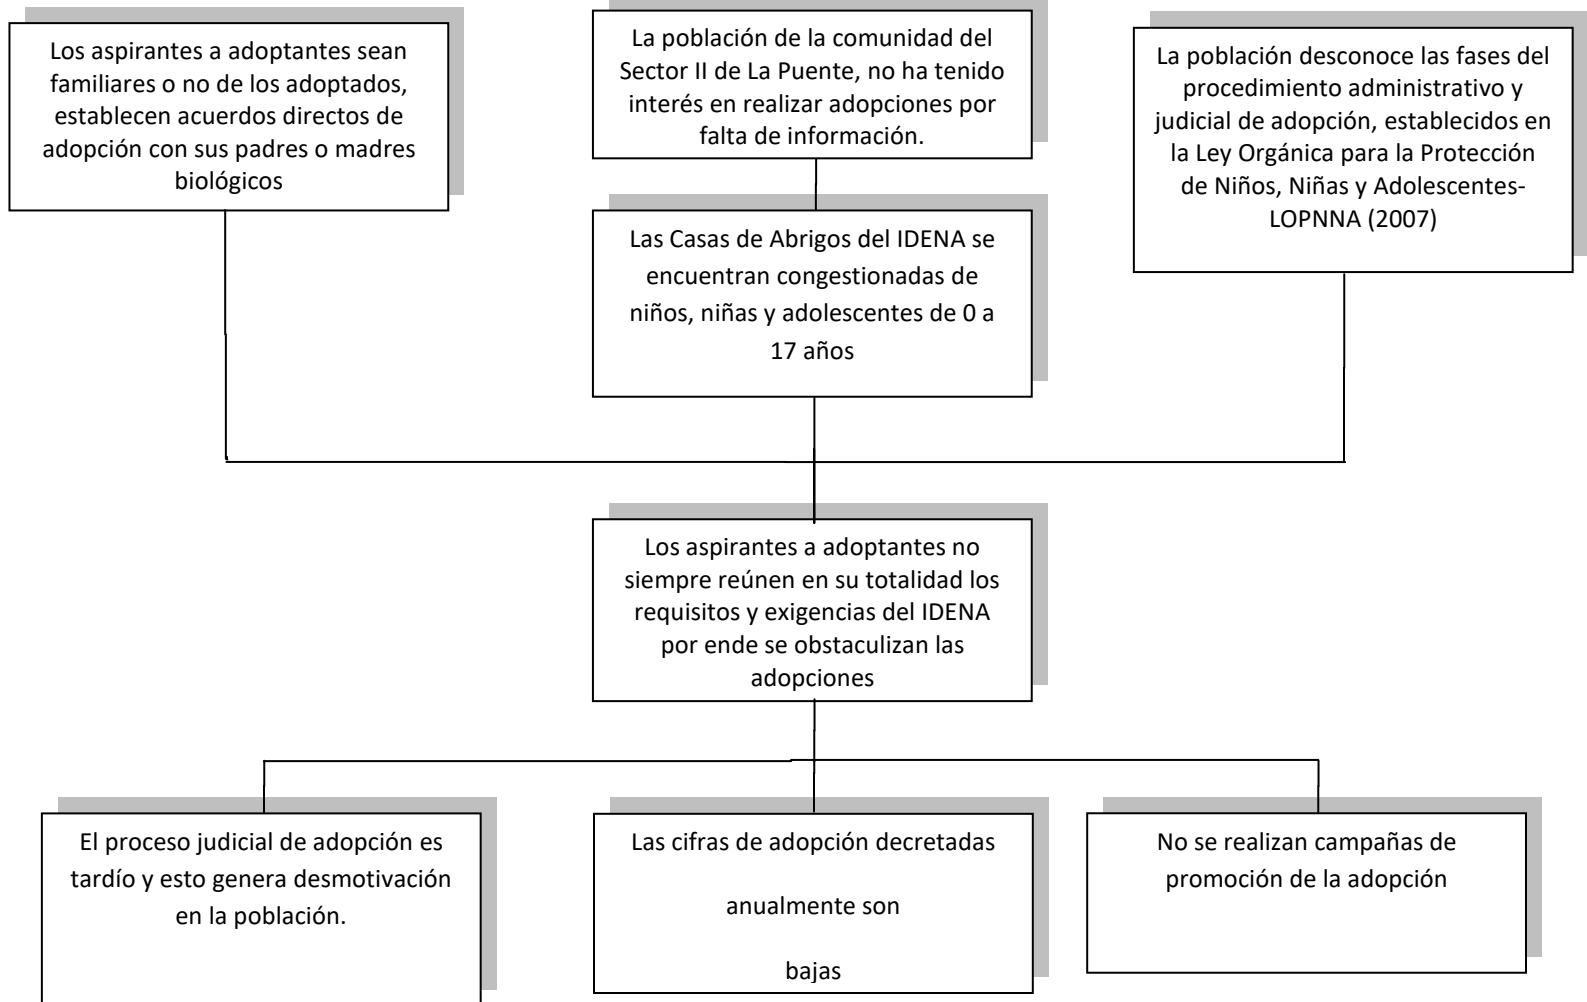 Los aspirantes a adoptantes sean
familiares o no de los adoptados,
establecen acuerdos directos de
adopción con sus padres o madres
biológicos
La población de la comunidad del
Sector II de La Puente, no ha tenido
interés en realizar adopciones por
falta de información.
La población desconoce las fases del
procedimiento administrativo y
judicial de adopción, establecidos en
la Ley Orgánica para la Protección
de Niños, Niñas y Adolescentes-
LOPNNA (2007)
Las Casas de Abrigos del IDENA se
encuentran congestionadas de
niños, niñas y adolescentes de 0 a
17 años
Los aspirantes a adoptantes no
siempre reúnen en su totalidad los
requisitos y exigencias del IDENA
por ende se obstaculizan las
adopciones
El proceso judicial de adopción es
tardío y esto genera desmotivación
en la población.
Las cifras de adopción decretadas
anualmente son
bajas
No se realizan campañas de
promoción de la adopción